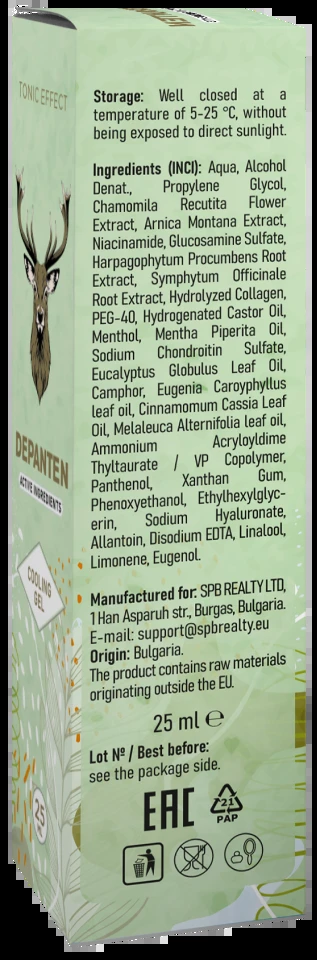 TONIC EFFECT
DEPANTEN
ACTIVE INGREDIENTS
COOLING
GEL
25
Storage: Well closed at a
temperature of 5-25 °C, without
being exposed to direct sunlight.
Ingredients (INCI): Aqua, Alcohol
Denat., Propylene Glycol,
Chamomila Recutita Flower
Extract, Arnica Montana Extract,
Niacinamide, Glucosamine Sulfate,
Harpagophytum Procumbens Root
Extract, Symphytum Officinale
Root Extract, Hydrolyzed Collagen,
PEG-40, Hydrogenated Castor Oil,
Menthol, Mentha Piperita Oil,
Sodium Chondroitin Sulfate,
Eucalyptus Globulus Leaf Oil,
Camphor, Eugenia Caroyphyllus
leaf oil, Cinnamomum Cassia Leaf
Oil, Melaleuca Alternifolia leaf oil,
Ammonium Acryloyldime
Thyltaurate / VP Copolymer,
Panthenol, Xanthan Gum,
Phenoxyethanol, Ethylhexylglyc-
erin, Sodium Hyaluronate,
Allantoin, Disodium EDTA, Linalool,
Limonene, Eugenol.
Manufactured for: SPB REALTY LTD,
1 Han Asparuh str., Burgas, Bulgaria.
E-mail: support@spbrealty.eu
Origin: Bulgaria.
The product contains raw materials
originating outside the EU.
25 ml ℮
Lot Nº / Best before:
see the package side.
EAC
21
PAP